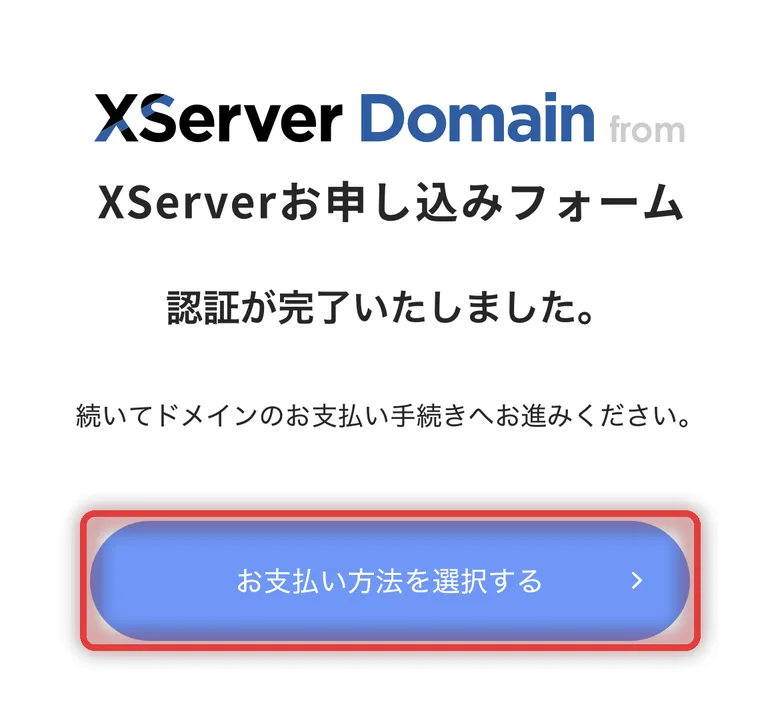 XServer Domain from
XServerお申し込みフォーム
認証が完了いたしました。
続いてドメインのお支払い手続きへお進みください。
お支払い方法を選択する